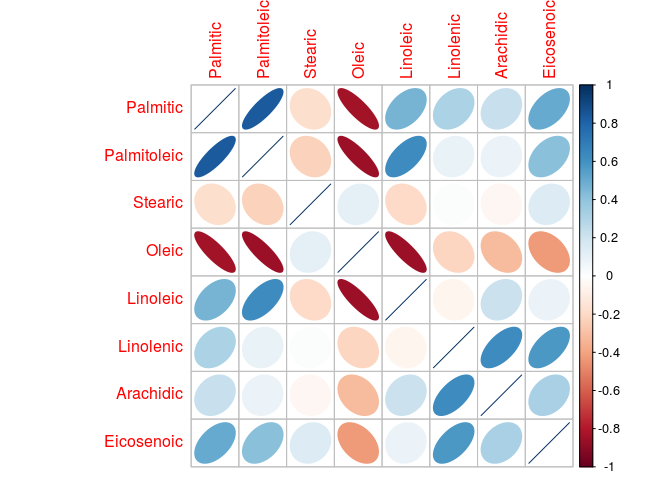 Palmitic
Palmitoleic
Stearic
Oleic
Linoleic
Linolenic
Arachidic
Eicosenoic
Palmitic
Palmitoleic
Stearic
Oleic
Linoleic
Linolenic
Arachidic
Eicosenoic
1
0.8
0.6
0.4
0.2
0
-0.2
-0.4
-0.6
-0.8
-1